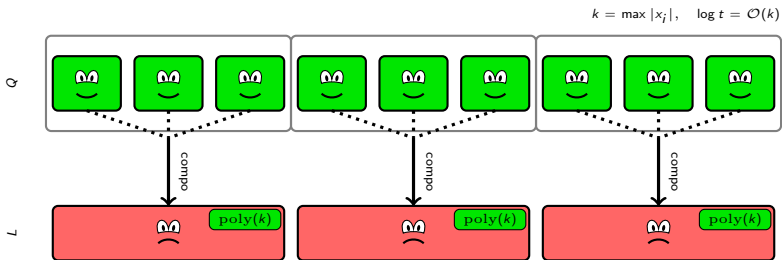 k = max |x_i|, log t = 𝒪(k)
Q
compo compo compo
poly(k) poly(k) poly(k)
L